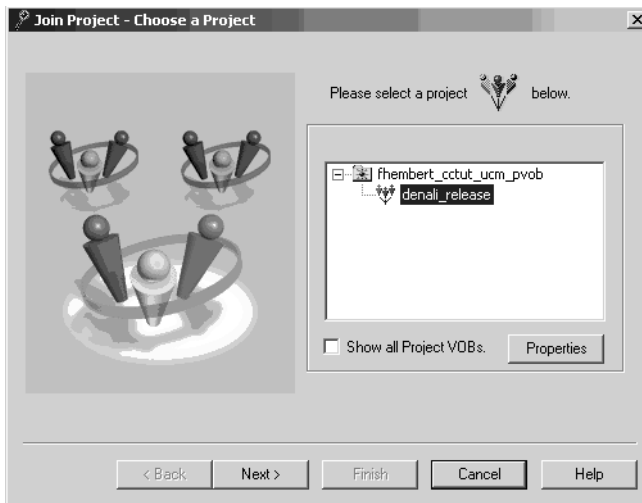 Join Project - Choose a Project
Please select a project below.
fhembert_cctut_ucm_pvob
denali_release
Show all Project VOBs. Properties
< Back Next > Finish Cancel Help